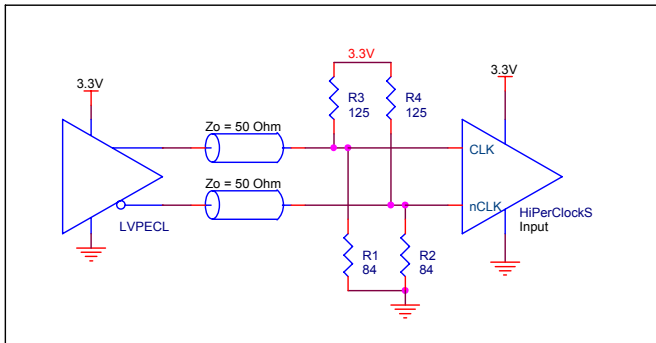 3.3V
3.3V
3.3V
R3
125
R4
125
Zo = 50 Ohm
CLK
Zo = 50 Ohm
nCLK
HiPerClockS
Input
LVPECL
R1
84
R2
84